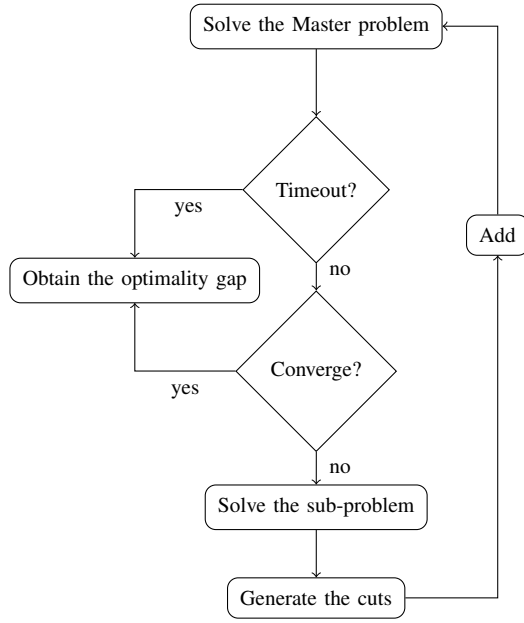 Solve the Master problem
Timeout?
yes
Add
Obtain the optimality gap
no
Converge?
yes
no
Solve the sub-problem
Generate the cuts